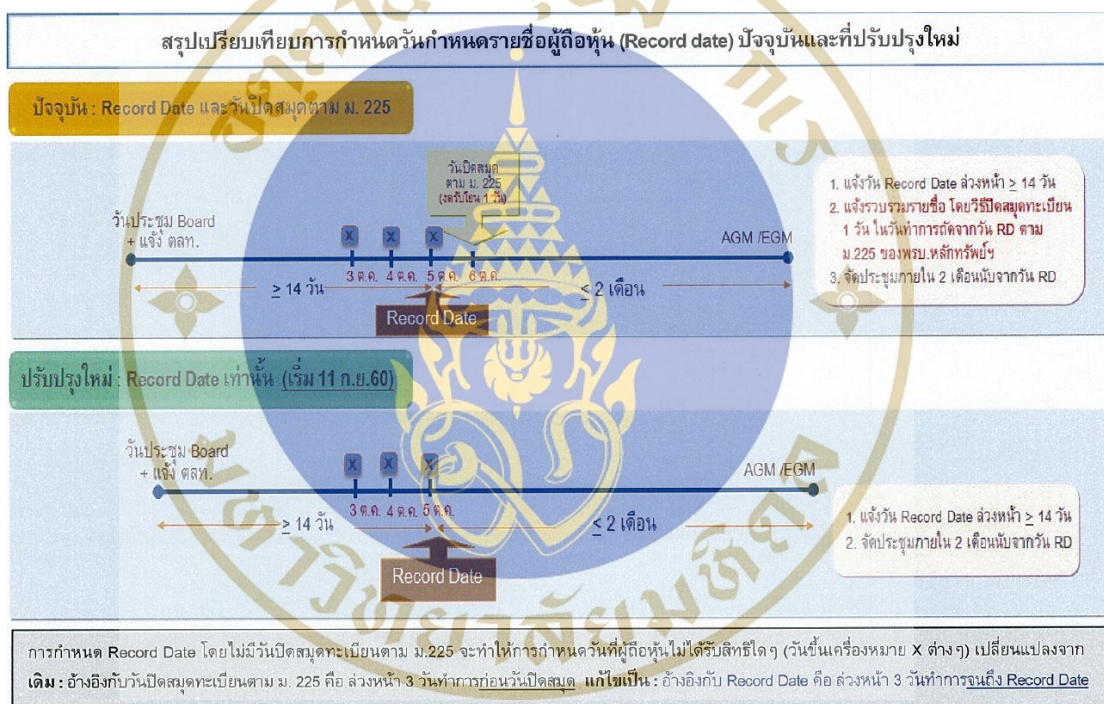 สรุปเปรียบเทียบการกำหนดวันกำหนดรายชื่อผู้ถือหุ้น (Record date) ปัจจุบันและที่ปรับปรุงใหม่
ปัจจุบัน : Record Date และวันปิดสมุดตาม ม. 225
วันปิดสมุด
ตาม ม. 225
(งดรับโอน 1 วัน)
วันประชุม Board
+ แจ้ง ตลท.
X X X
AGM /EGM
3 ต.ค. 4 ต.ค. 5 ต.ค. 6 ต.ค.
≥ 14 วัน
≤ 2 เดือน
Record Date
1. แจ้งวัน Record Date ล่วงหน้า ≥ 14 วัน
2. แจ้งรวบรวมรายชื่อ โดยวิธีปิดสมุดทะเบียน
1 วัน ในวันทำการถัดจากวัน RD ตาม
ม.225 ของพรบ.หลักทรัพย์ฯ
3. จัดประชุมภายใน 2 เดือนนับจากวัน RD
ปรับปรุงใหม่ : Record Date เท่านั้น (เริ่ม 11 ก.ย.60)
วันประชุม Board
+ แจ้ง ตลท.
X X X
AGM /EGM
3 ต.ค. 4 ต.ค. 5 ต.ค.
≥ 14 วัน
≤ 2 เดือน
Record Date
1. แจ้งวัน Record Date ล่วงหน้า ≥ 14 วัน
2. จัดประชุมภายใน 2 เดือนนับจากวัน RD
มหาวิทยาลัยมหิดล
การกำหนด Record Date โดยไม่มีวันปิดสมุดทะเบียนตาม ม.225 จะทำให้การกำหนดวันที่ผู้ถือหุ้นไม่ได้รับสิทธิใดๆ (วันขึ้นเครื่องหมาย X ต่างๆ) เปลี่ยนแปลงจาก
เดิม : อ้างอิงกับวันปิดสมุดทะเบียนตาม ม. 225 คือ ล่วงหน้า 3 วันทำการก่อนวันปิดสมุด แก้ไขเป็น : อ้างอิงกับ Record Date คือ ล่วงหน้า 3 วันทำการจนถึง Record Date